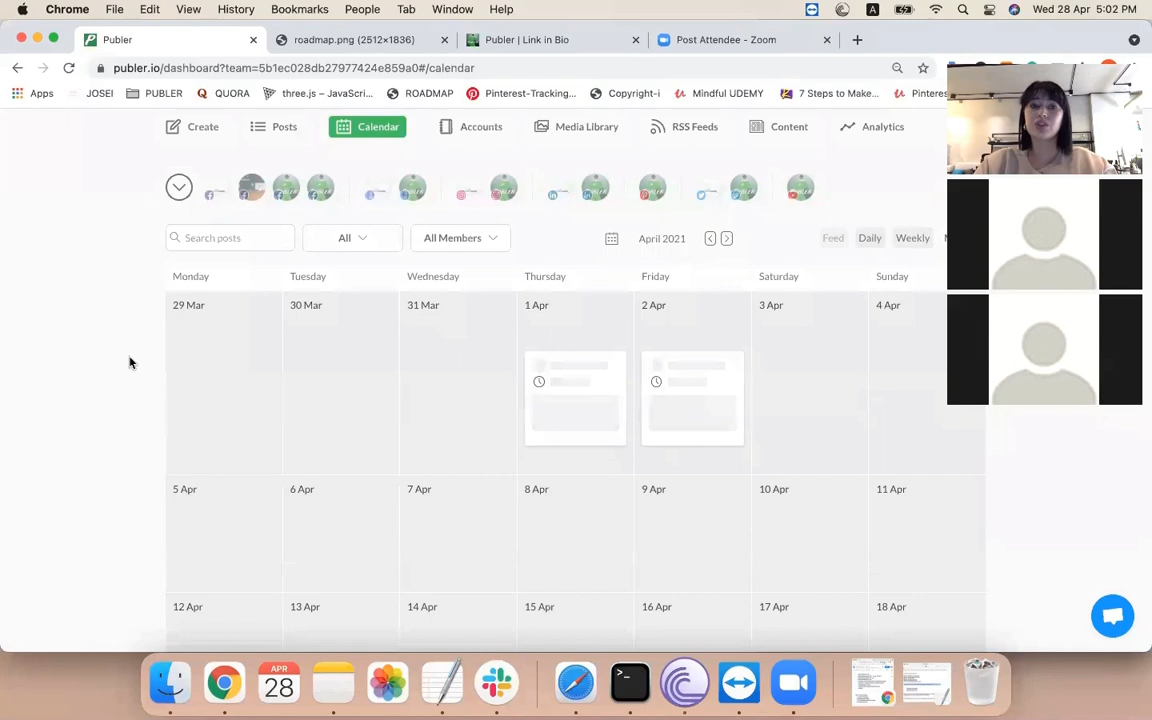 Chrome File Edit View History Bookmarks People Tab Window Help A Wed 28 Apr 5:02 PM
Publer roadmap.png (2512×1836) Publer | Link in Bio Post Attendee - Zoom
publer.io/dashboard?team=5b1ec028db27977424e859a0#/calendar
Apps JOSEI PUBLER QUORA three.js – JavaScri... ROADMAP Pinterest-Tracking... Copyright-i Mindful UDEMY 7 Steps to Make... Pinteres
Create Posts Calendar Accounts Media Library RSS Feeds Content Analytics
Search posts All All Members April 2021 Feed Daily Weekly
Monday Tuesday Wednesday Thursday Friday Saturday Sunday
29 Mar 30 Mar 31 Mar 1 Apr 2 Apr 3 Apr 4 Apr
5 Apr 6 Apr 7 Apr 8 Apr 9 Apr 10 Apr 11 Apr
12 Apr 13 Apr 14 Apr 15 Apr 16 Apr 17 Apr 18 Apr
APR
28